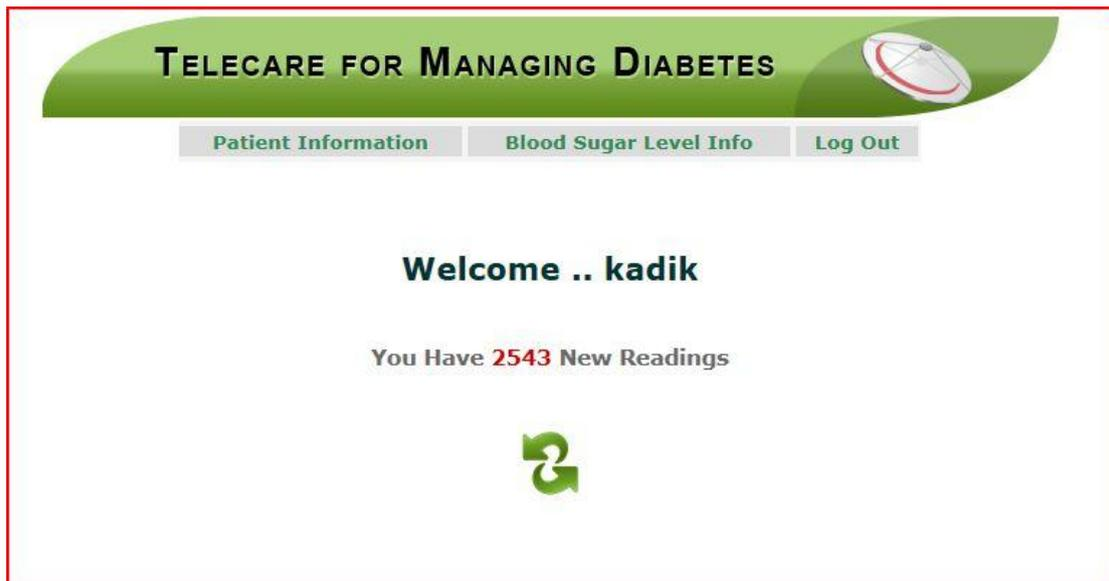 TELECARE FOR MANAGING DIABETES
Patient Information Blood Sugar Level Info Log Out
Welcome .. kadik
You Have 2543 New Readings